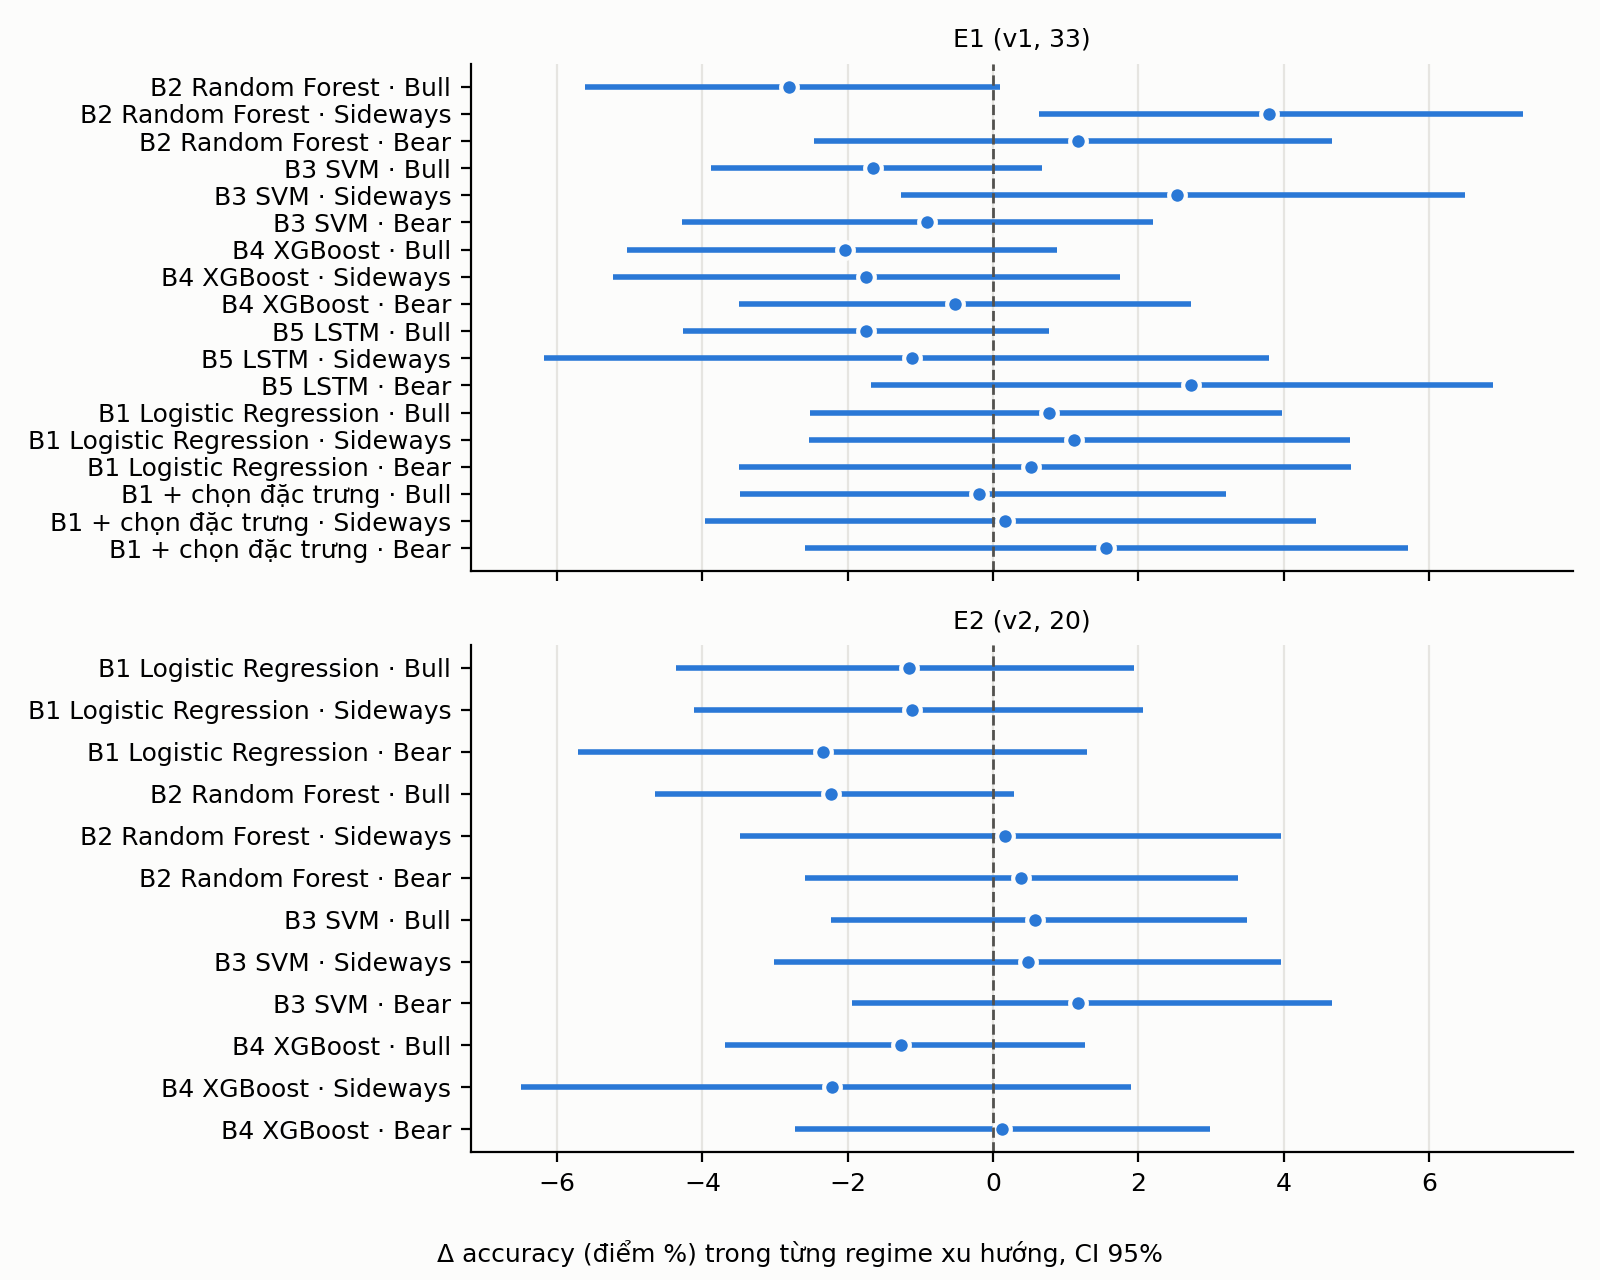 E1 (v1, 33)
B2 Random Forest · Bull
B2 Random Forest · Sideways
B2 Random Forest · Bear
B3 SVM · Bull
B3 SVM · Sideways
B3 SVM · Bear
B4 XGBoost · Bull
B4 XGBoost · Sideways
B4 XGBoost · Bear
B5 LSTM · Bull
B5 LSTM · Sideways
B5 LSTM · Bear
B1 Logistic Regression · Bull
B1 Logistic Regression · Sideways
B1 Logistic Regression · Bear
B1 + chọn đặc trưng · Bull
B1 + chọn đặc trưng · Sideways
B1 + chọn đặc trưng · Bear
E2 (v2, 20)
B1 Logistic Regression · Bull
B1 Logistic Regression · Sideways
B1 Logistic Regression · Bear
B2 Random Forest · Bull
B2 Random Forest · Sideways
B2 Random Forest · Bear
B3 SVM · Bull
B3 SVM · Sideways
B3 SVM · Bear
B4 XGBoost · Bull
B4 XGBoost · Sideways
B4 XGBoost · Bear
−6 −4 −2 0 2 4 6
Δ accuracy (điểm %) trong từng regime xu hướng, CI 95%